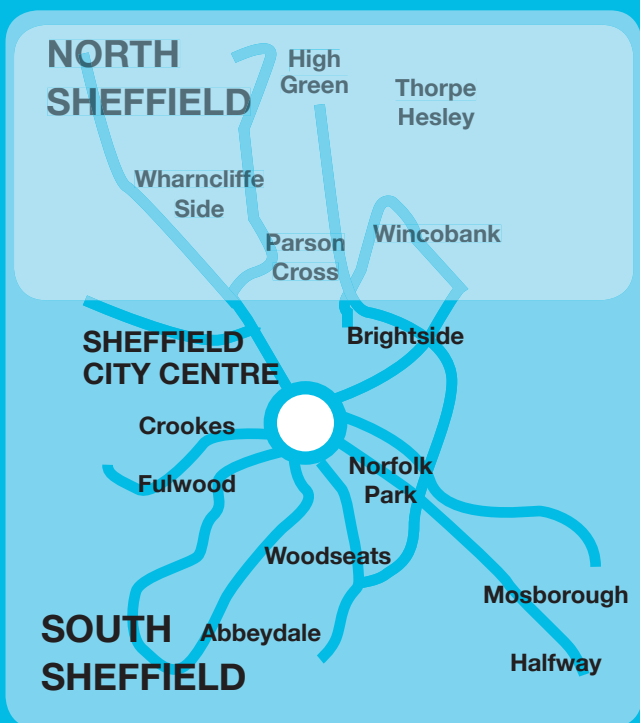 NORTH
SHEFFIELD
High
Green
Thorpe
Hesley
Wharncliffe
Side
Parson
Cross
Wincobank
SHEFFIELD
CITY CENTRE
Brightside
Crookes
Fulwood
Norfolk
Park
Woodseats
Mosborough
SOUTH
SHEFFIELD
Abbeydale
Halfway